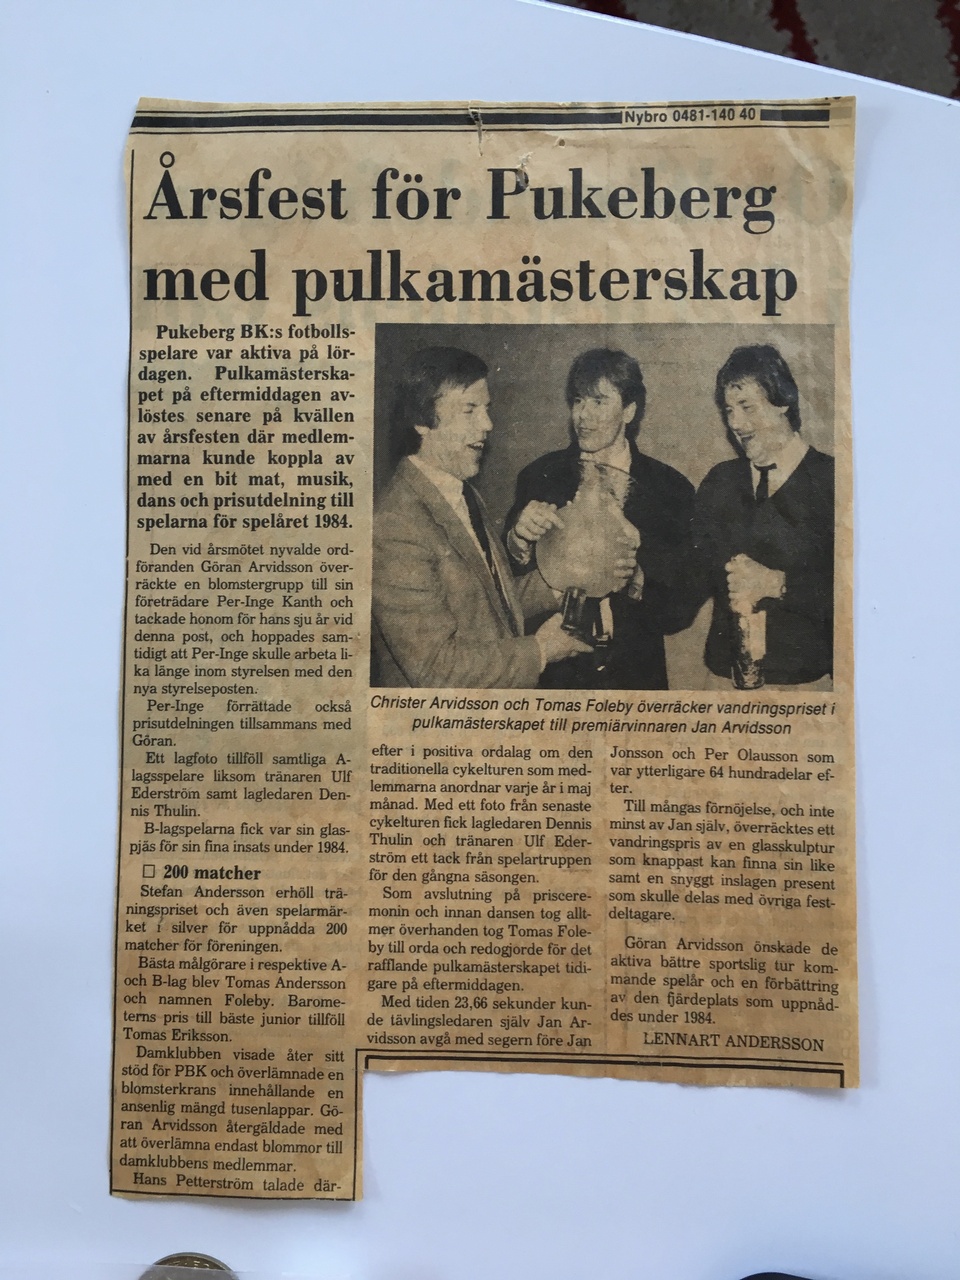 Nybro 0481-140 40
Årsfest för Pukeberg
med pulkamästerskap
Pukeberg BK:s fotbolls-
spelare var aktiva på lör-
dagen. Pulkamästerska-
pet på eftermiddagen av-
löstes senare på kvällen
av årsfesten där medlem-
marna kunde koppla av
med en bit mat, musik,
dans och prisutdelning till
spelarna för spelåret 1984.
Den vid årsmötet nyvalde ord-
föranden Göran Arvidsson över-
räckte en blomstergrupp till sin
företrädare Per-Inge Kanth och
tackade honom för hans sju år vid
denna post, och hoppades sam-
tidigt att Per-Inge skulle arbeta li-
ka länge inom styrelsen med den
nya styrelseposten.
Per-Inge förrättade också
prisutdelningen tillsammans med
Göran.
Ett lagfoto tillföll samtliga A-
lagsspelare liksom tränaren Ulf
Ederström samt lagledaren Den-
nis Thulin.
B-lagspelarna fick var sin glas-
pjäs för sin fina insats under 1984.
□ 200 matcher
Stefan Andersson erhöll trä-
ningspriset och även spelarmär-
ket i silver för uppnådda 200
matcher för föreningen.
Bästa målgörare i respektive A-
och B-lag blev Tomas Andersson
och namnen Foleby. Barome-
terns pris till bäste junior tillföll
Tomas Eriksson.
Damklubben visade åter sitt
stöd för PBK och överlämnade en
blomsterkrans innehållande en
ansenlig mängd tusenlappar. Gö-
ran Arvidsson återgäldade med
att överlämna endast blommor till
damklubbens medlemmar.
Hans Petterström talade där-
Christer Arvidsson och Tomas Foleby överräcker vandringspriset i
pulkamästerskapet till premiärvinnaren Jan Arvidsson
efter i positiva ordalag om den
traditionella cykelturen som med-
lemmarna anordnar varje år i maj
månad. Med ett foto från senaste
cykelturen fick lagledaren Dennis
Thulin och tränaren Ulf Eder-
ström ett tack från spelartruppen
för den gångna säsongen.
Som avslutning på priscere-
monin och innan dansen tog allt-
mer överhanden tog Tomas Fole-
by till orda och redogjorde för det
rafflande pulkamästerskapet tidi-
gare på eftermiddagen.
Med tiden 23,66 sekunder kun-
de tävlingsledaren själv Jan Ar-
vidsson avgå med segern före Jan
Jonsson och Per Olausson som
var ytterligare 64 hundradelar ef-
ter.
Till mångas förnöjelse, och inte
minst av Jan själv, överräcktes ett
vandringspris av en glasskulptur
som knappast kan finna sin like
samt en snyggt inslagen present
som skulle delas med övriga fest-
deltagare.
Göran Arvidsson önskade de
aktiva bättre sportslig tur kom-
mande spelår och en förbättring
av den fjärdeplats som uppnåd-
des under 1984.
LENNART ANDERSSON